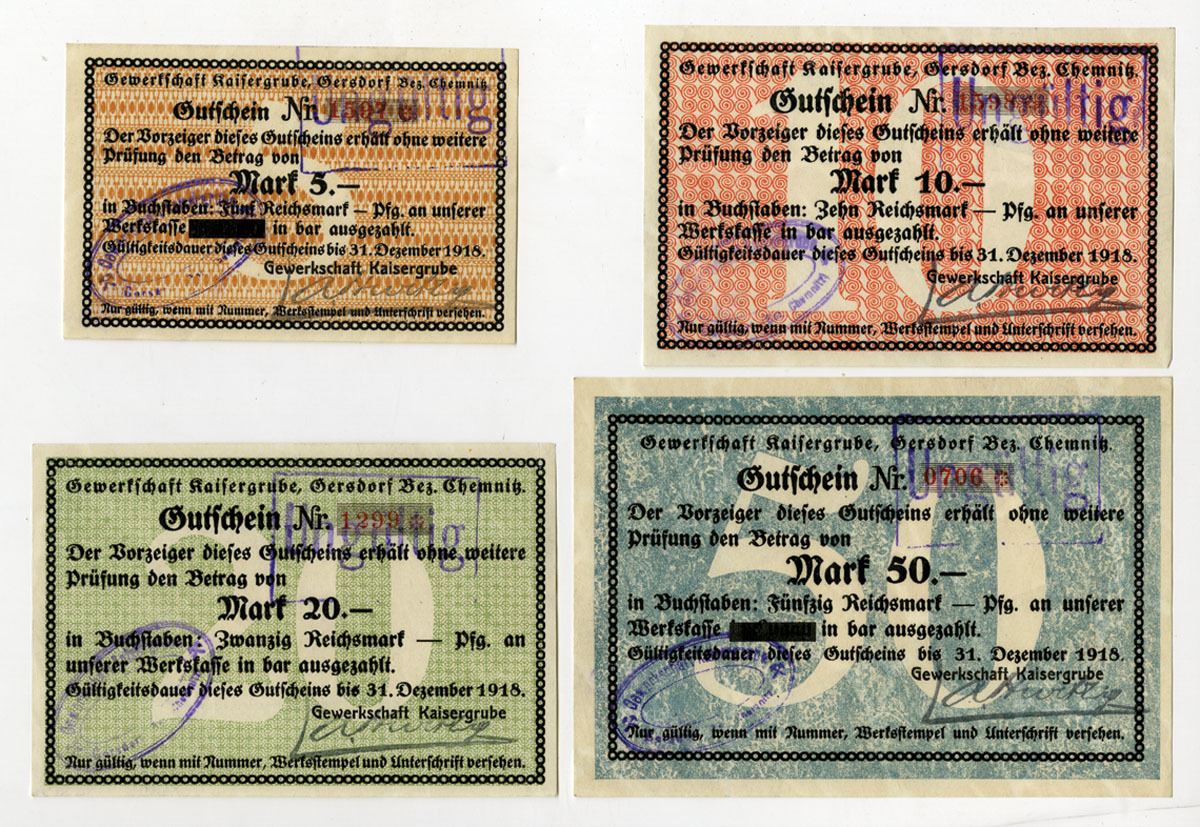 Gewerkschaft Kaisergrube, Gersdorf Bez. Chemnitz.
Gutschein Nr.
Ungültig
Der Vorzeiger dieses Gutscheins erhält ohne weitere
Prüfung den Betrag von
Mark 5.—
in Buchstaben: Fünf Reichsmark — Pfg. an unserer
Werkskasse in bar ausgezahlt.
Gültigkeitsdauer dieses Gutscheins bis 31. Dezember 1918.
Gewerkschaft Kaisergrube
Nur gültig, wenn mit Nummer, Werksstempel und Unterschrift versehen.
Gewerkschaft Kaisergrube, Gersdorf Bez. Chemnitz.
Gutschein Nr.
Ungültig
Der Vorzeiger dieses Gutscheins erhält ohne weitere
Prüfung den Betrag von
Mark 10.—
in Buchstaben: Zehn Reichsmark — Pfg. an unserer
Werkskasse in bar ausgezahlt.
Gültigkeitsdauer dieses Gutscheins bis 31. Dezember 1918.
Gewerkschaft Kaisergrube
Nur gültig, wenn mit Nummer, Werksstempel und Unterschrift versehen.
10
Gewerkschaft Kaisergrube, Gersdorf Bez. Chemnitz.
Gutschein Nr. 1299
Ungültig
Der Vorzeiger dieses Gutscheins erhält ohne weitere
Prüfung den Betrag von
Mark 20.—
in Buchstaben: Zwanzig Reichsmark — Pfg. an
unserer Werkskasse in bar ausgezahlt.
Gültigkeitsdauer dieses Gutscheins bis 31. Dezember 1918.
Gewerkschaft Kaisergrube
Nur gültig, wenn mit Nummer, Werksstempel und Unterschrift versehen.
20
Gewerkschaft Kaisergrube, Gersdorf Bez. Chemnitz.
Gutschein Nr. 0706
Ungültig
Der Vorzeiger dieses Gutscheins erhält ohne weitere
Prüfung den Betrag von
Mark 50.—
in Buchstaben: Fünfzig Reichsmark — Pfg. an unserer
Werkskasse in bar ausgezahlt.
Gültigkeitsdauer dieses Gutscheins bis 31. Dezember 1918.
Gewerkschaft Kaisergrube
Nur gültig, wenn mit Nummer, Werksstempel und Unterschrift versehen.
50